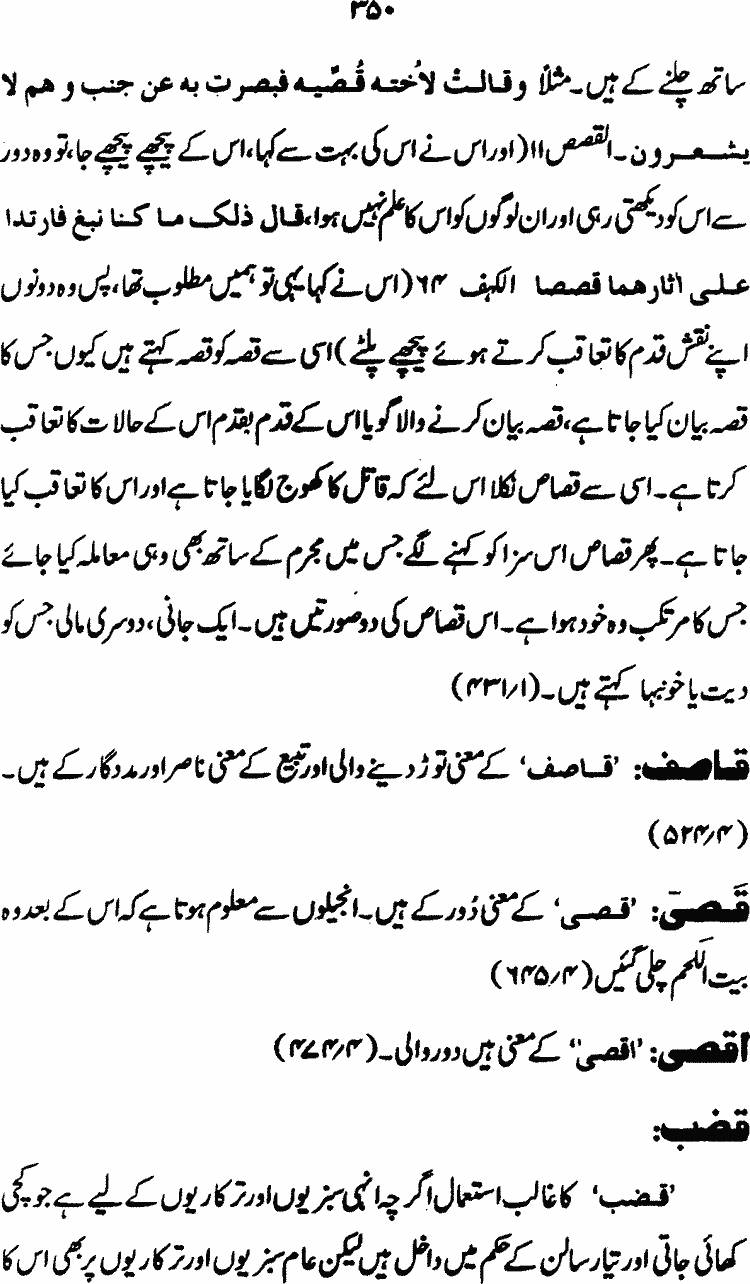 ۳۵۰
ساتھ چلنے کے ہیں۔ مثلاً وقالتْ لاُختہ قُصِّیہ فبصرت بہ عن جنب و ھم لا
یشعرون۔ القصص ۱۱ (اور اس نے اس کی بہت سے کہا، اس کے پیچھے پیچھے جا، تو وہ دور
سے اس کو دیکھتی رہی اور ان لوگوں کو اس کا علم نہیں ہوا، قال ذلک ما کنا نبغ فارتدا
علی اثارھما قصصا الکہف ۶۴ (اس نے کہا یہی تو ہمیں مطلوب تھا، پس وہ دونوں
اپنے نقش قدم کا تعاقب کرتے ہوئے پیچھے پلٹے) اسی سے قصہ کو قصہ کہتے ہیں کیوں جس کا
قصہ بیان کیا جاتا ہے، قصہ بیان کرنے والا گویا اس کے قدم بقدم اس کے حالات کا تعاقب
کرتا ہے۔ اسی سے قصاص نکلا اس لئے کہ قاتل کا کھوج لگایا جاتا ہے اور اس کا تعاقب کیا
جاتا ہے۔ پھر قصاص اس سزا کو کہنے لگے جس میں مجرم کے ساتھ بھی وہی معاملہ کیا جائے
جس کا مرتکب وہ خود ہوا ہے۔ اس قصاص کی دو صورتیں ہیں۔ ایک جانی، دوسری مالی جس کو
دیت یا خونبہا کہتے ہیں۔ (۴۳۱/۱)
قاصف: 'قاصف' کے معنی توڑ دینے والی اور تبیع کے معنی ناصر اور مددگار کے ہیں۔
(۵۲۴/۴)
قَصیَ: 'قصی' کے معنی دُور کے ہیں۔ انجیلوں سے معلوم ہوتا ہے کہ اس کے بعد وہ
بیت اَللحم چلی گئیں (۶۴۵/۴)
اقصی: 'اقصی' کے معنی ہیں دور والی۔ (۴۷۴/۴)
قضب:
'قضب' کا غالب استعمال اگرچہ انہی سبزیوں اور ترکاریوں کے لیے ہے جو کچی
کھائی جاتی اور تیار سالن کے حکم میں داخل ہیں لیکن عام سبزیوں اور ترکاریوں پر بھی اس کا